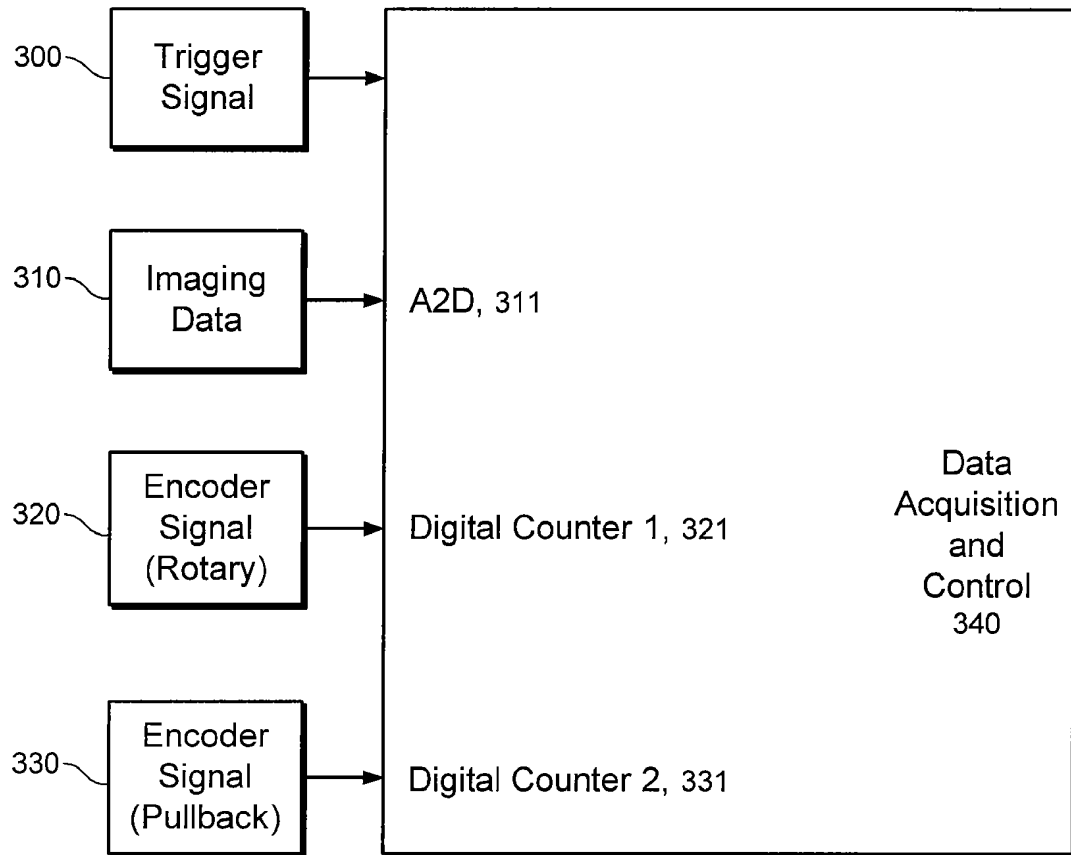 300
Trigger
Signal
310
Imaging
Data
A2D, 311
320
Encoder
Signal
(Rotary)
Digital Counter 1, 321
Data
Acquisition
and
Control
340
330
Encoder
Signal
(Pullback)
Digital Counter 2, 331